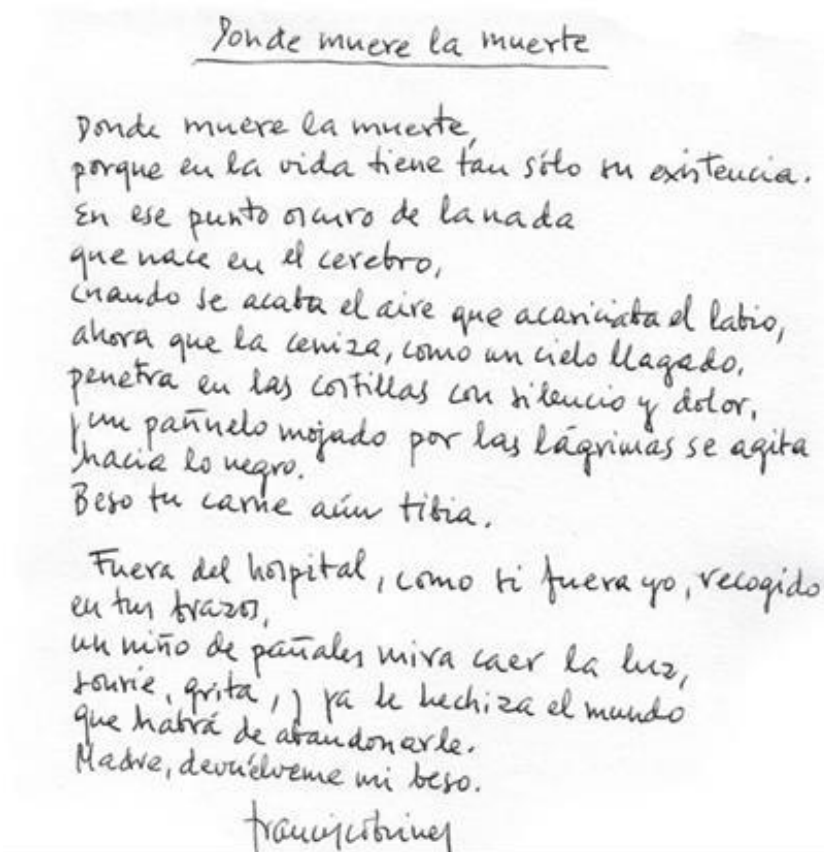 Donde muere la muerte
Donde muere la muerte,
porque en la vida tiene tan sólo su existencia.
En ese punto oscuro de la nada
que nace en el cerebro,
cuando se acaba el aire que acariciaba el labio,
ahora que la ceniza, como un cielo llagado,
penetra en las costillas con silencio y dolor,
y un pañuelo mojado por las lágrimas se agita
hacia lo negro.
Beso tu carne aún tibia.
Fuera del hospital, como si fuera yo, recogido
en tus brazos,
un niño de pañales mira caer la luz,
sonríe, grita, y ya le hechiza el mundo
que habrá de abandonarle.
Madre, devuélveme mi beso.
Francisco Brines